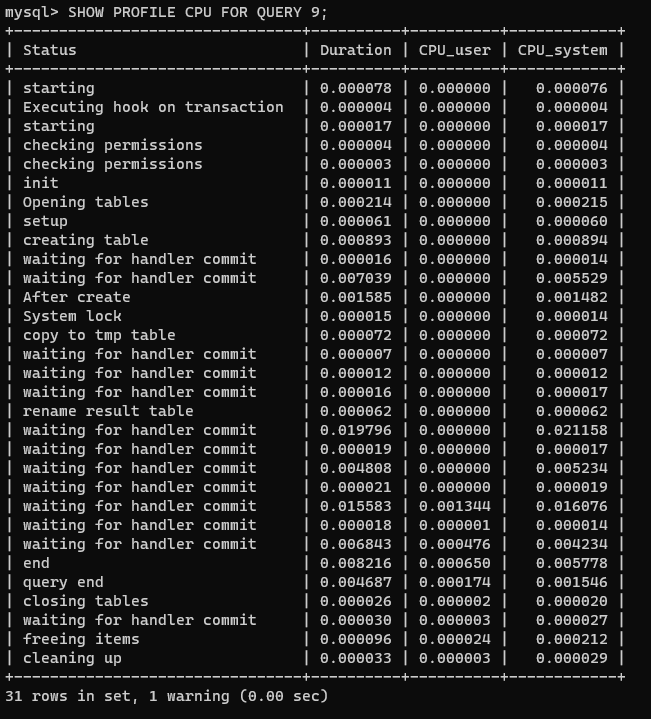 mysql> SHOW PROFILE CPU FOR QUERY 9;
+--------------------------------+----------+----------+------------+
| Status                         | Duration | CPU_user | CPU_system |
+--------------------------------+----------+----------+------------+
| starting                       | 0.000078 | 0.000000 |   0.000076 |
| Executing hook on transaction  | 0.000004 | 0.000000 |   0.000004 |
| starting                       | 0.000017 | 0.000000 |   0.000017 |
| checking permissions           | 0.000004 | 0.000000 |   0.000004 |
| checking permissions           | 0.000003 | 0.000000 |   0.000003 |
| init                           | 0.000011 | 0.000000 |   0.000011 |
| Opening tables                 | 0.000214 | 0.000000 |   0.000215 |
| setup                          | 0.000061 | 0.000000 |   0.000060 |
| creating table                 | 0.000893 | 0.000000 |   0.000894 |
| waiting for handler commit     | 0.000016 | 0.000000 |   0.000014 |
| waiting for handler commit     | 0.007039 | 0.000000 |   0.005529 |
| After create                   | 0.001585 | 0.000000 |   0.001482 |
| System lock                    | 0.000015 | 0.000000 |   0.000014 |
| copy to tmp table              | 0.000072 | 0.000000 |   0.000072 |
| waiting for handler commit     | 0.000007 | 0.000000 |   0.000007 |
| waiting for handler commit     | 0.000012 | 0.000000 |   0.000012 |
| waiting for handler commit     | 0.000016 | 0.000000 |   0.000017 |
| rename result table            | 0.000062 | 0.000000 |   0.000062 |
| waiting for handler commit     | 0.019796 | 0.000000 |   0.021158 |
| waiting for handler commit     | 0.000019 | 0.000000 |   0.000017 |
| waiting for handler commit     | 0.004808 | 0.000000 |   0.005234 |
| waiting for handler commit     | 0.000021 | 0.000000 |   0.000019 |
| waiting for handler commit     | 0.015583 | 0.001344 |   0.016076 |
| waiting for handler commit     | 0.000018 | 0.000001 |   0.000014 |
| waiting for handler commit     | 0.006843 | 0.000476 |   0.004234 |
| end                            | 0.008216 | 0.000650 |   0.005778 |
| query end                      | 0.004687 | 0.000174 |   0.001546 |
| closing tables                 | 0.000026 | 0.000002 |   0.000020 |
| waiting for handler commit     | 0.000030 | 0.000003 |   0.000027 |
| freeing items                  | 0.000096 | 0.000024 |   0.000212 |
| cleaning up                    | 0.000033 | 0.000003 |   0.000029 |
+--------------------------------+----------+----------+------------+
31 rows in set, 1 warning (0.00 sec)